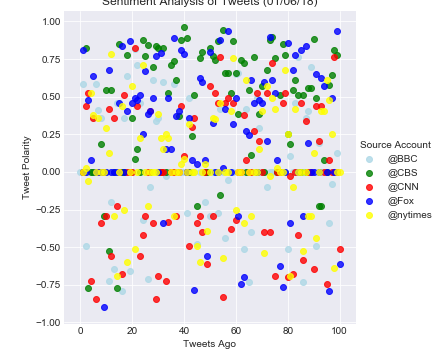 Sentiment Analysis of Tweets (01/06/18)
1.00
0.75
0.50
0.25
0.00
−0.25
−0.50
−0.75
−1.00
Tweet Polarity
0 20 40 60 80 100
Tweets Ago
Source Account
@BBC
@CBS
@CNN
@Fox
@nytimes